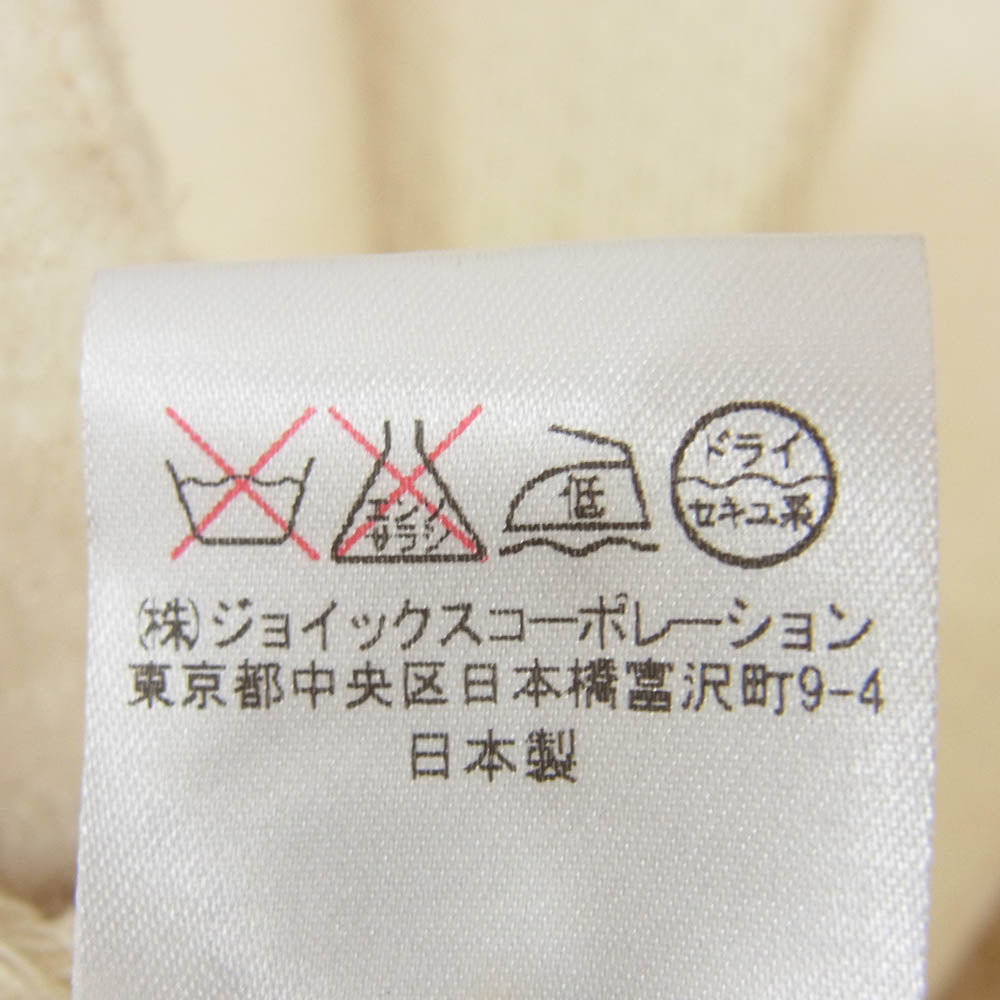 エンソ
サラシ
低
ドライ
セキユ系
(株)ジョイックスコーポレーション
東京都中央区日本橋富沢町9-4
日本製